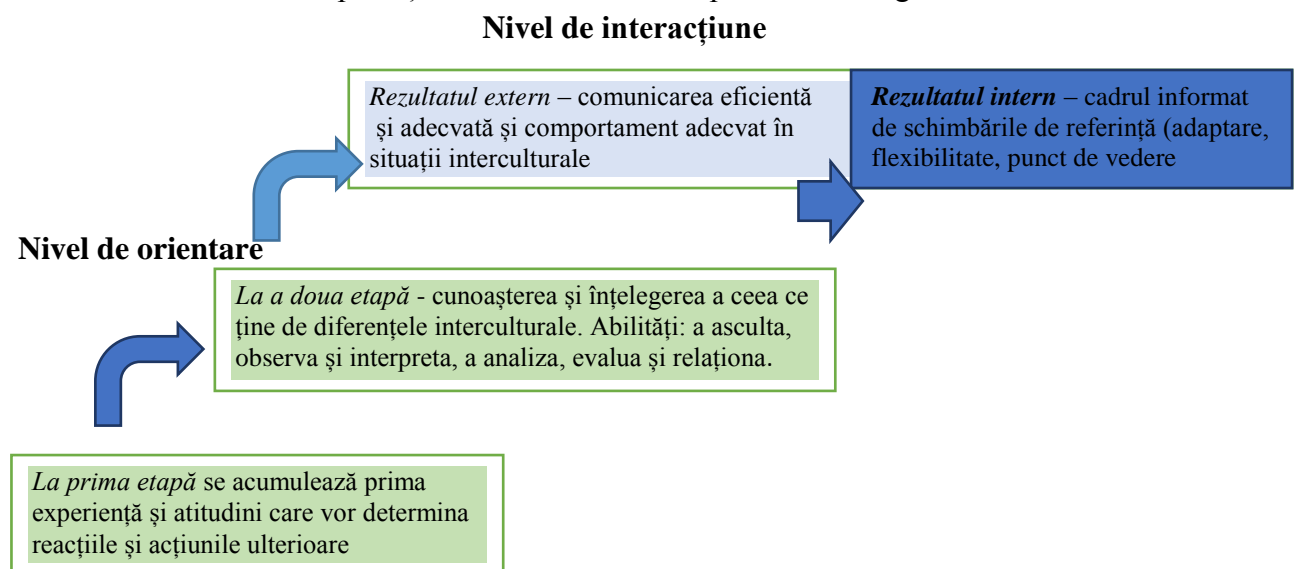 Nivel de interacțiune
Rezultatul extern – comunicarea eficientă
și adecvată și comportament adecvat în
situații interculturale
Rezultatul intern – cadrul informat
de schimbările de referință (adaptare,
flexibilitate, punct de vedere
Nivel de orientare
La a doua etapă - cunoașterea și înțelegerea a ceea ce
ține de diferențele interculturale. Abilități: a asculta,
observa și interpreta, a analiza, evalua și relaționa.
La prima etapă se acumulează prima
experiență și atitudini care vor determina
reacțiile și acțiunile ulterioare